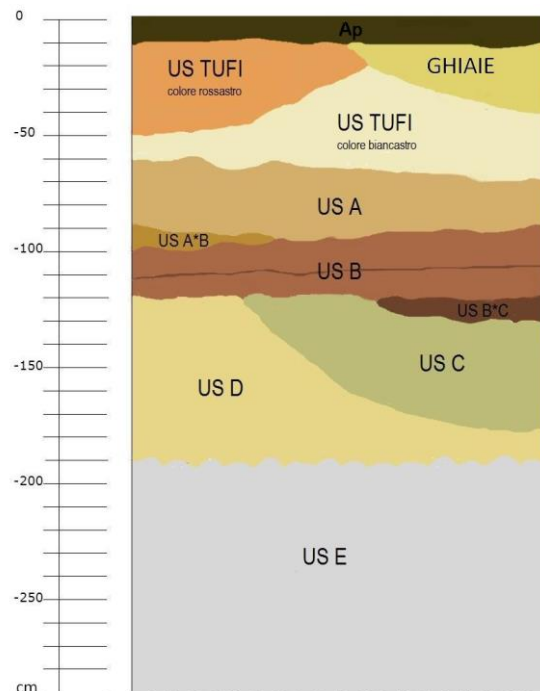 0
Ap
US TUFI
colore rossastro
GHIAIE
-50
US TUFI
colore biancastro
US A
US A*B
-100
US B
US B*C
-150
US C
US D
-200
US E
-250
cm